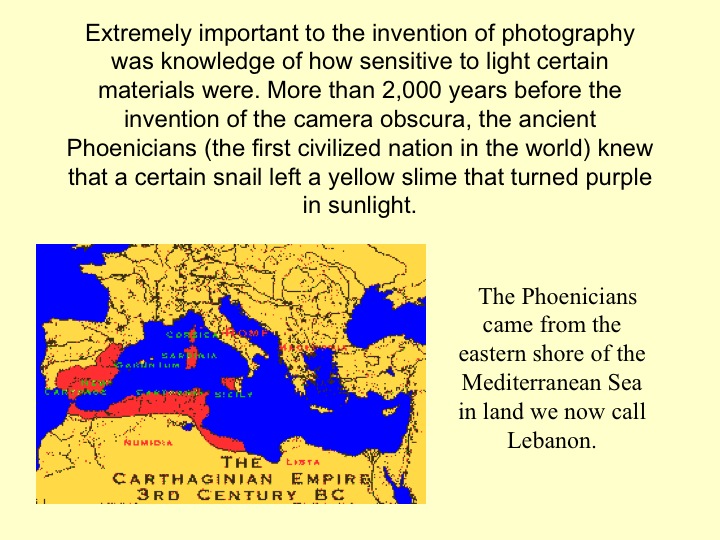 Extremely important to the invention of photography
was knowledge of how sensitive to light certain
materials were. More than 2,000 years before the
invention of the camera obscura, the ancient
Phoenicians (the first civilized nation in the world) knew
that a certain snail left a yellow slime that turned purple
in sunlight.
The Phoenicians
came from the
eastern shore of the
Mediterranean Sea
in land we now call
Lebanon.
CORSICA
ROME
SARDINIA
NEW
CARTHAGE
SICILY
NUMIDIA
LIBYA
THE
CARTHAGINIAN EMPIRE
3RD CENTURY BC